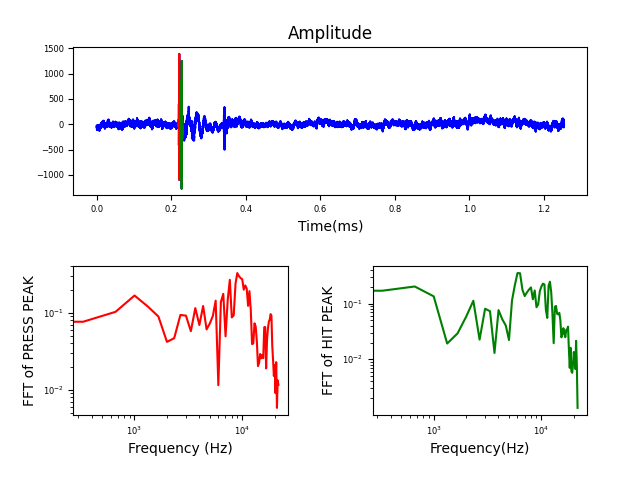 Amplitude
1500
1000
500
0
−500
−1000
0.0 0.2 0.4 0.6 0.8 1.0 1.2
Time(ms)
FFT of PRESS PEAK
10⁻¹
10⁻²
10³ 10⁴
Frequency (Hz)
FFT of HIT PEAK
10⁻¹
10⁻²
10³ 10⁴
Frequency(Hz)